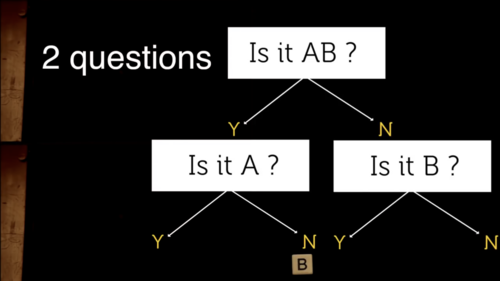 2 questions
Is it AB ?
Y N
Is it A ? Is it B ?
Y N Y N
B